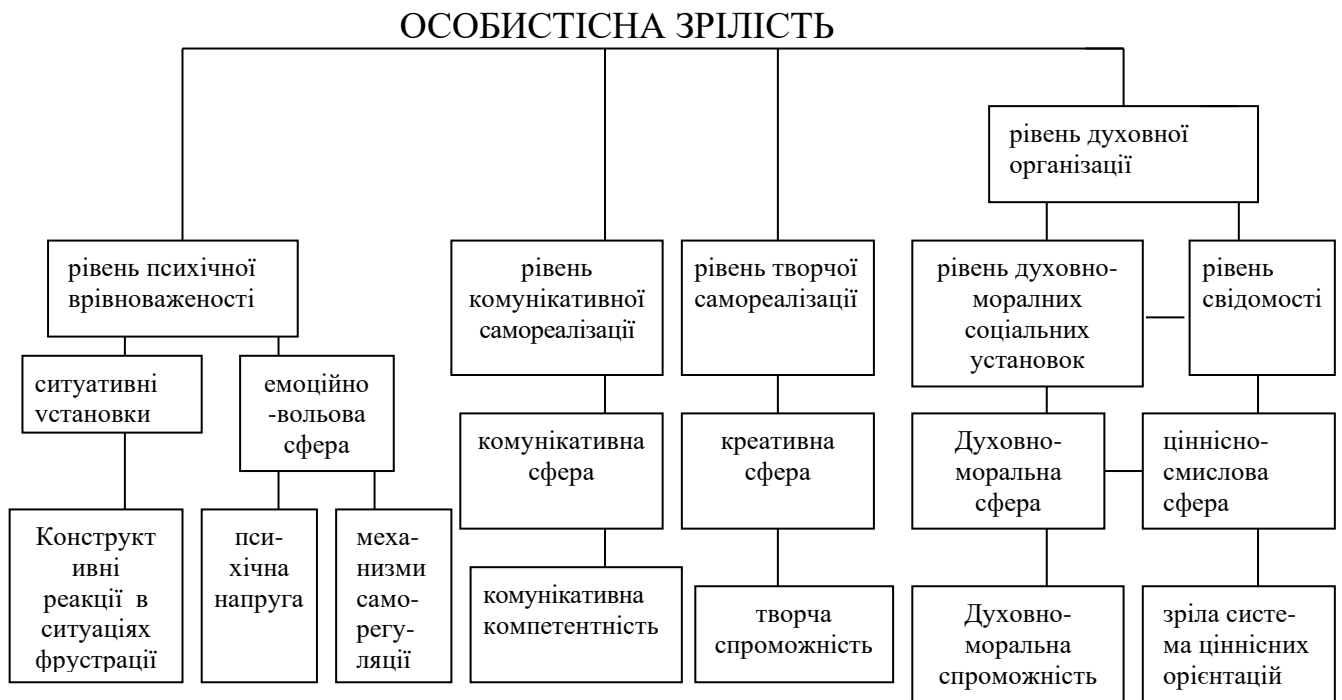 ОСОБИСТІСНА ЗРІЛІСТЬ
рівень духовної
організації
рівень психічної
врівноваженості
рівень
комунікативної
самореалізації
рівень творчої
самореалізації
рівень духовно-
моралних
соціальних
установок
рівень
свідомості
ситуативні
установки
емоційно
-вольова
сфера
комунікативна
сфера
креативна
сфера
Духовно-
моральна
сфера
ціннісно-
смислова
сфера
Конструкт
ивні
реакції в
ситуаціях
фрустрації
пси-
хічна
напруга
меха-
нізми
само-
регу-
ляції
комунікативна
компетентність
творча
спроможність
Духовно-
моральна
спроможність
зріла систе-
ма ціннісних
орієнтацій